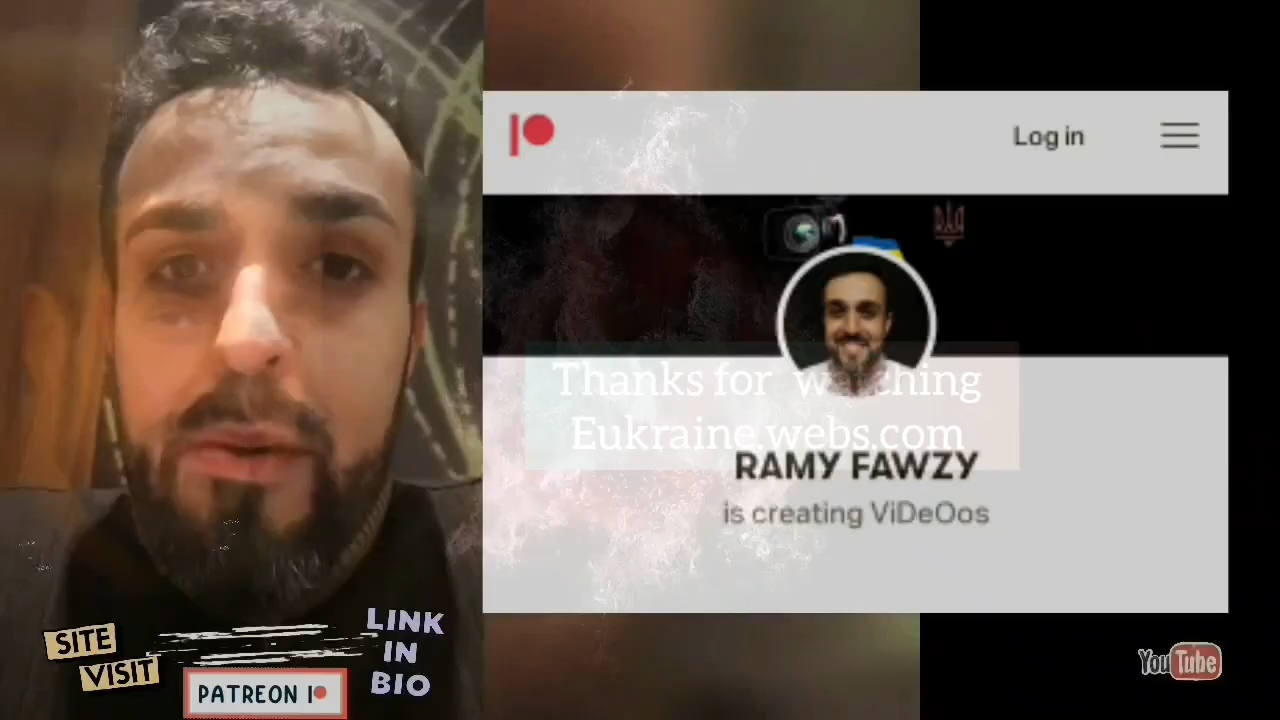 Log in
Thanks for watching
Eukraine.webs.com
RAMY FAWZY
is creating ViDeOos
SITE
VISIT
LINK
IN
BIO
PATREON
YouTube